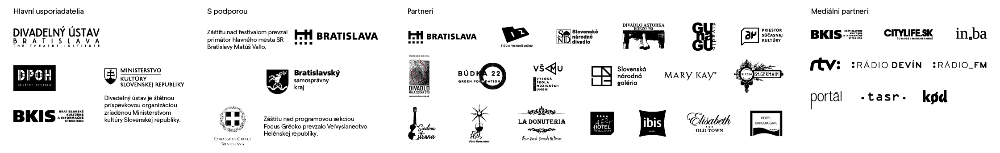 Hlavní usporiadatelia
DIVADELNÝ ÚSTAV
BRATISLAVA
THE THEATRE INSTITUTE
DPOH
MESTSKÉ DIVADLO
MINISTERSTVO
KULTÚRY
SLOVENSKEJ REPUBLIKY
Divadelný ústav je štátnou
príspevkovou organizáciou
zriadenou Ministerstvom
kultúry Slovenskej republiky.
BKIS
BRATISLAVSKÉ
KULTÚRNE
A INFORMAČNÉ
STREDISKO
S podporou
Záštitu nad festivalom prevzal
primátor hlavného mesta SR
Bratislavy Matúš Vallo.
BRATISLAVA
Bratislavský
samosprávny
kraj
EMBASSY OF GREECE
BRATISLAVA
Záštitu nad programovou sekciou
Focus Grécko prevzalo Veľvyslanectvo
Helénskej republiky.
Partneri
BRATISLAVA
12
ŠTÚDIO PRE NOVÚ DRÁMU
SND
Slovenské
národné
divadlo
DIVADLO ASTORKA
KORZO '90
GUnaGU
divadlo
a4
PRIESTOR
SÚČASNEJ
KULTÚRY
DIVADLO
MALÁ SCÉNA STU
www.malascena.sk
BÚDKA 22
GREEN FOUNDATION
VŠMU
VYSOKÁ
ŠKOLA
MÚZICKÝCH
UMENÍ
Slovenská
národná
galéria
MARY KAY®
BISTRO
ST. GERMAIN
Siedma
struna
VÍNO ROMANOV
LA DONUTERIA
Your Best Donuts in Town
ART
HOTEL
WILLIAM
ibis
HOTELS
Elisabeth
OLD TOWN
HOTEL
DANUBIA GATE
Mediálni partneri
BKIS
BRATISLAVSKÉ
KULTÚRNE
A INFORMAČNÉ
STREDISKO
CITYLIFE.SK
ČO SA DEJE V BRATISLAVE A OKOLÍ
in.ba
rtv:
:RÁDIO DEVÍN
:RÁDIO_FM
portál
.tasr.
kød